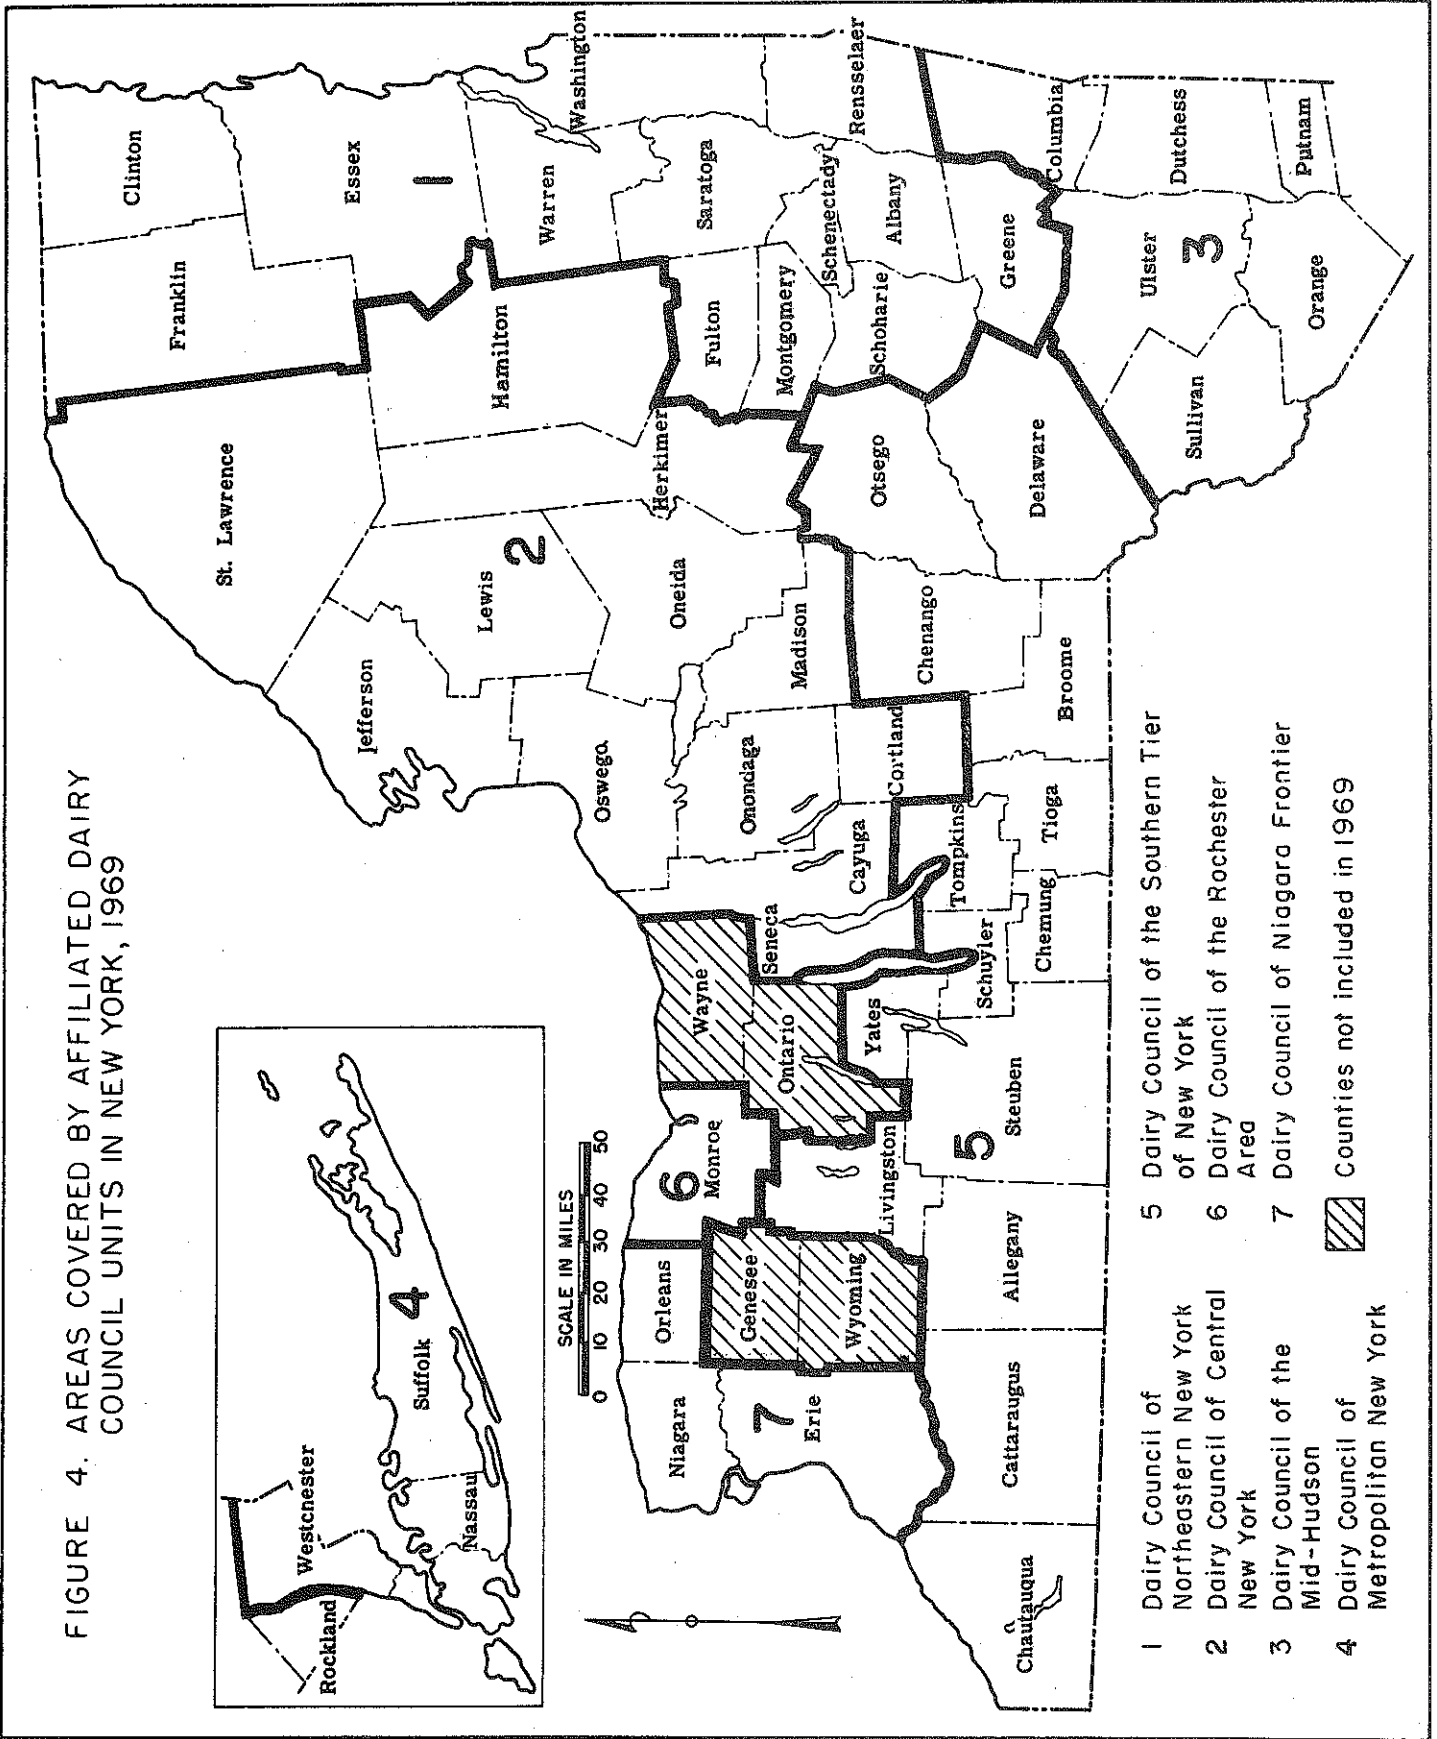 FIGURE 4. AREAS COVERED BY AFFILIATED DAIRY
COUNCIL UNITS IN NEW YORK, 1969
Rockland
Westcnester
Nassau
Suffolk
4
SCALE IN MILES
0 10 20 30 40 50
Clinton
Franklin
Essex
1
St. Lawrence
Jefferson
Lewis
2
Hamilton
Warren
Washington
Herkimer
Oneida
Oswego
Fulton
Saratoga
Montgomery
Schenectady
Rensselaer
Albany
Schoharie
Niagara
Orleans
Monroe
6
Wayne
Genesee
Ontario
Seneca
Cayuga
Onondaga
Madison
7
Erie
Wyoming
Livingston
Yates
Cortland
Chenango
Otsego
Greene
Columbia
Tompkins
Schuyler
5
Steuben
Chemung
Tioga
Broome
Delaware
Allegany
Cattaraugus
Chautauqua
Ulster
3
Dutchess
Sullivan
Orange
Putnam
1 Dairy Council of
Northeastern New York
2 Dairy Council of Central
New York
3 Dairy Council of the
Mid-Hudson
4 Dairy Council of
Metropolitan New York
5 Dairy Council of the Southern Tier
of New York
6 Dairy Council of the Rochester
Area
7 Dairy Council of Niagara Frontier
Counties not included in 1969